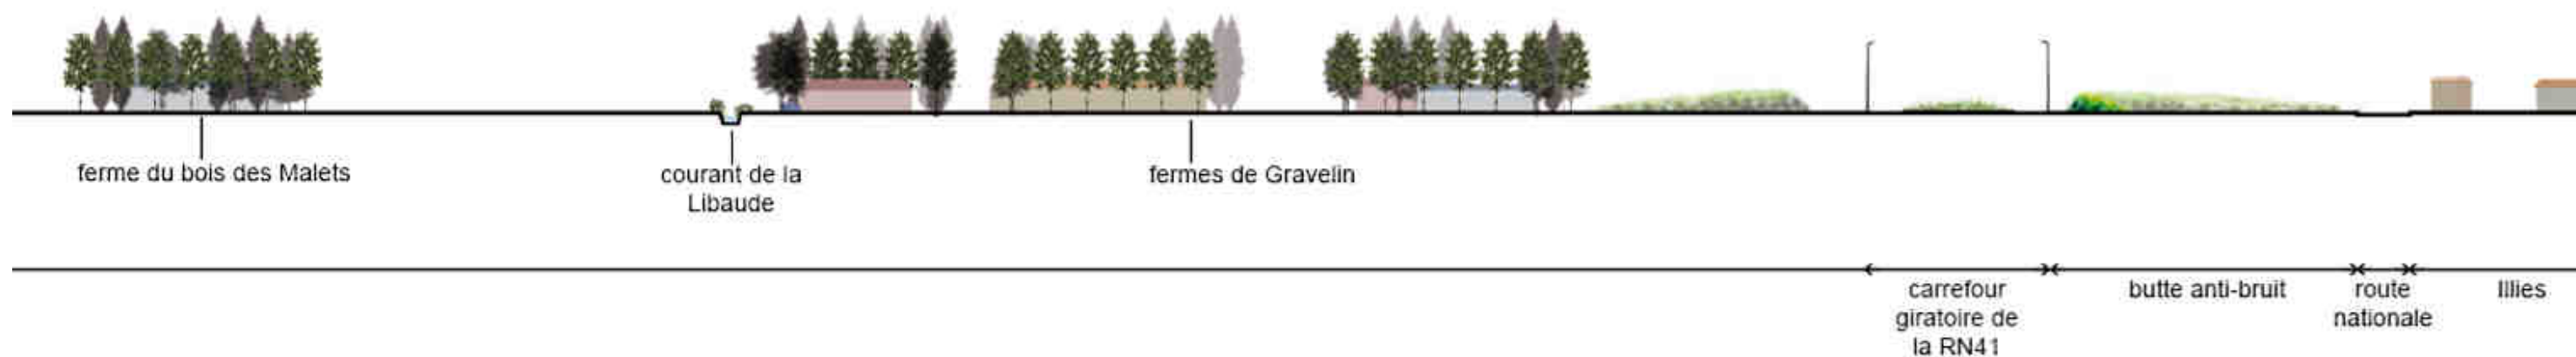 ferme du bois des Malets
courant de la
Libaude
fermes de Gravelin
carrefour
giratoire de
la RN41
butte anti-bruit
route
nationale
Illies